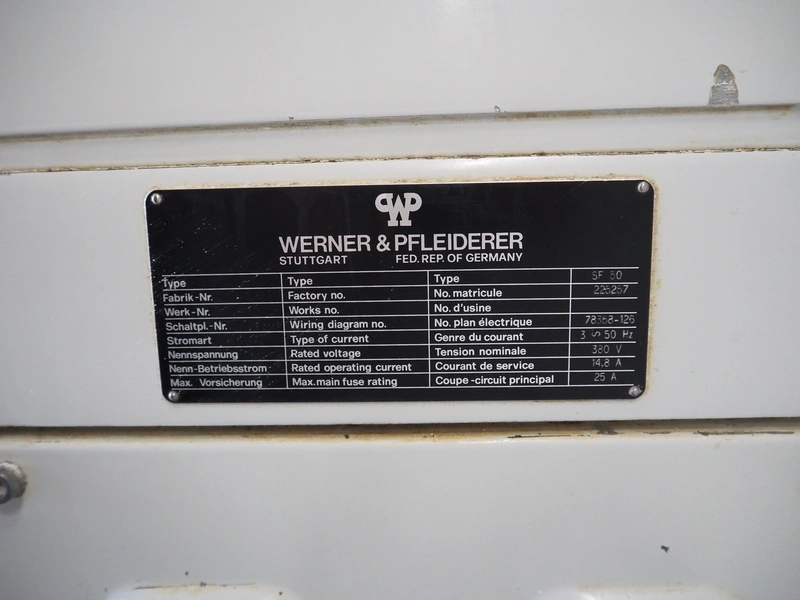 WP
WERNER & PFLEIDERER
STUTTGART FED. REP. OF GERMANY
Type Type Type SF 80
Fabrik-Nr. Factory no. No. matricule 225257
Werk-Nr. Works no. No. d'usine
Schaltpl.-Nr. Wiring diagram no. No. plan électrique 78358-126
Stromart Type of current Genre du courant 3 ∽ 50 Hz
Nennspannung Rated voltage Tension nominale 380 V
Nenn-Betriebsstrom Rated operating current Courant de service 14.8 A
Max. Vorsicherung Max. main fuse rating Coupe-circuit principal 25 A